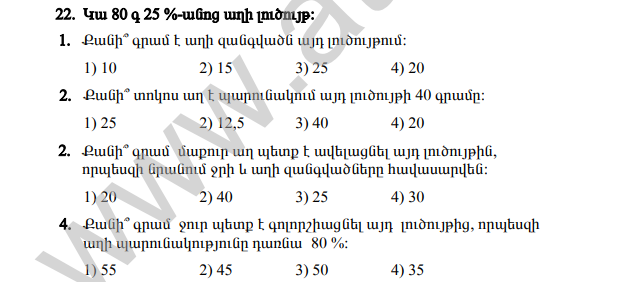 22. Կա 80 գ 25 %-անոց աղի լուծույթ:
1. Քանի՞ գրամ է աղի զանգվածն այդ լուծույթում:
1) 10 2) 15 3) 25 4) 20
2. Քանի՞ տոկոս աղ է պարունակում այդ լուծույթի 40 գրամը:
1) 25 2) 12,5 3) 40 4) 20
2. Քանի՞ գրամ մաքուր աղ պետք է ավելացնել այդ լուծույթին,
որպեսզի նրանում ջրի և աղի զանգվածները հավասարվեն:
1) 20 2) 40 3) 25 4) 30
4. Քանի՞ գրամ ջուր պետք է գոլորշիացնել այդ լուծույթից, որպեսզի
աղի պարունակությունը դառնա 80 %:
1) 55 2) 45 3) 50 4) 35
www.a